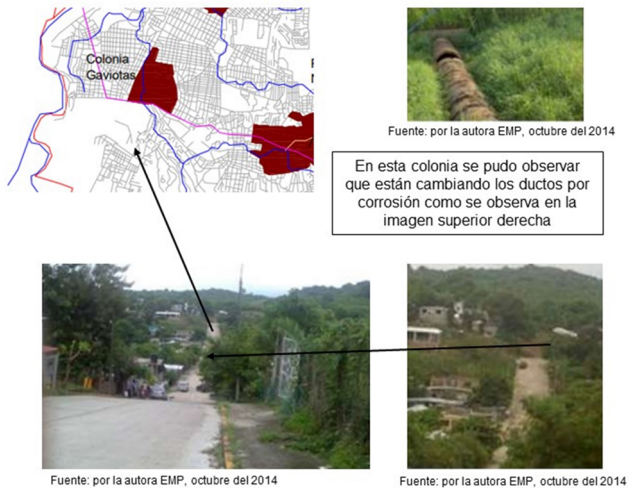 Colonia
Gaviotas
Fuente: por la autora EMP, octubre del 2014
En esta colonia se pudo observar
que están cambiando los ductos por
corrosión como se observa en la
imagen superior derecha
Fuente: por la autora EMP, octubre del 2014
Fuente: por la autora EMP, octubre del 2014